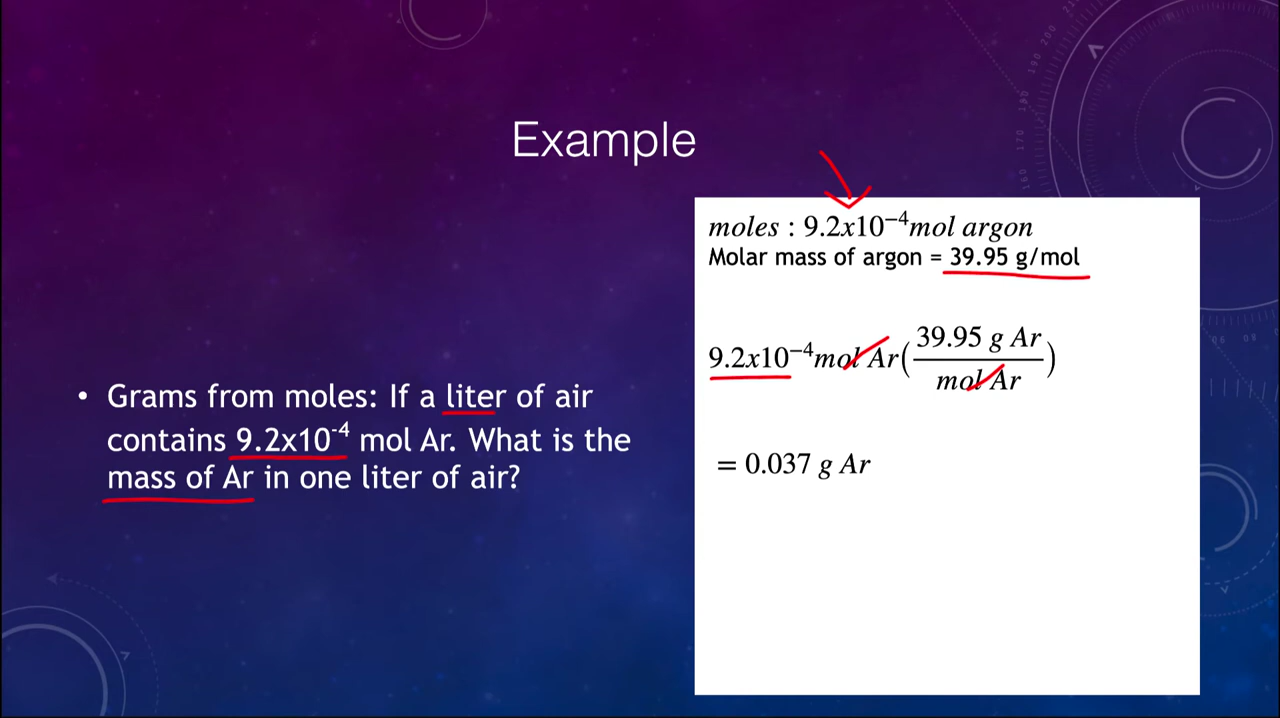 Example
• Grams from moles: If a liter of air
contains 9.2x10⁻⁴ mol Ar. What is the
mass of Ar in one liter of air?
moles : 9.2x10⁻⁴mol argon
Molar mass of argon = 39.95 g/mol
9.2x10⁻⁴mol Ar(39.95 g Ar / mol Ar)
= 0.037 g Ar